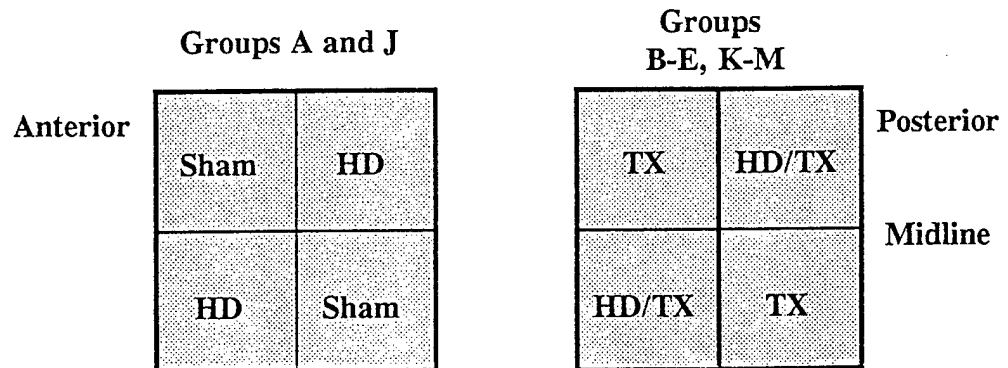 Groups A and J
Groups
B-E, K-M
Anterior
Posterior
Sham HD
TX HD/TX
Midline
HD Sham
HD/TX TX